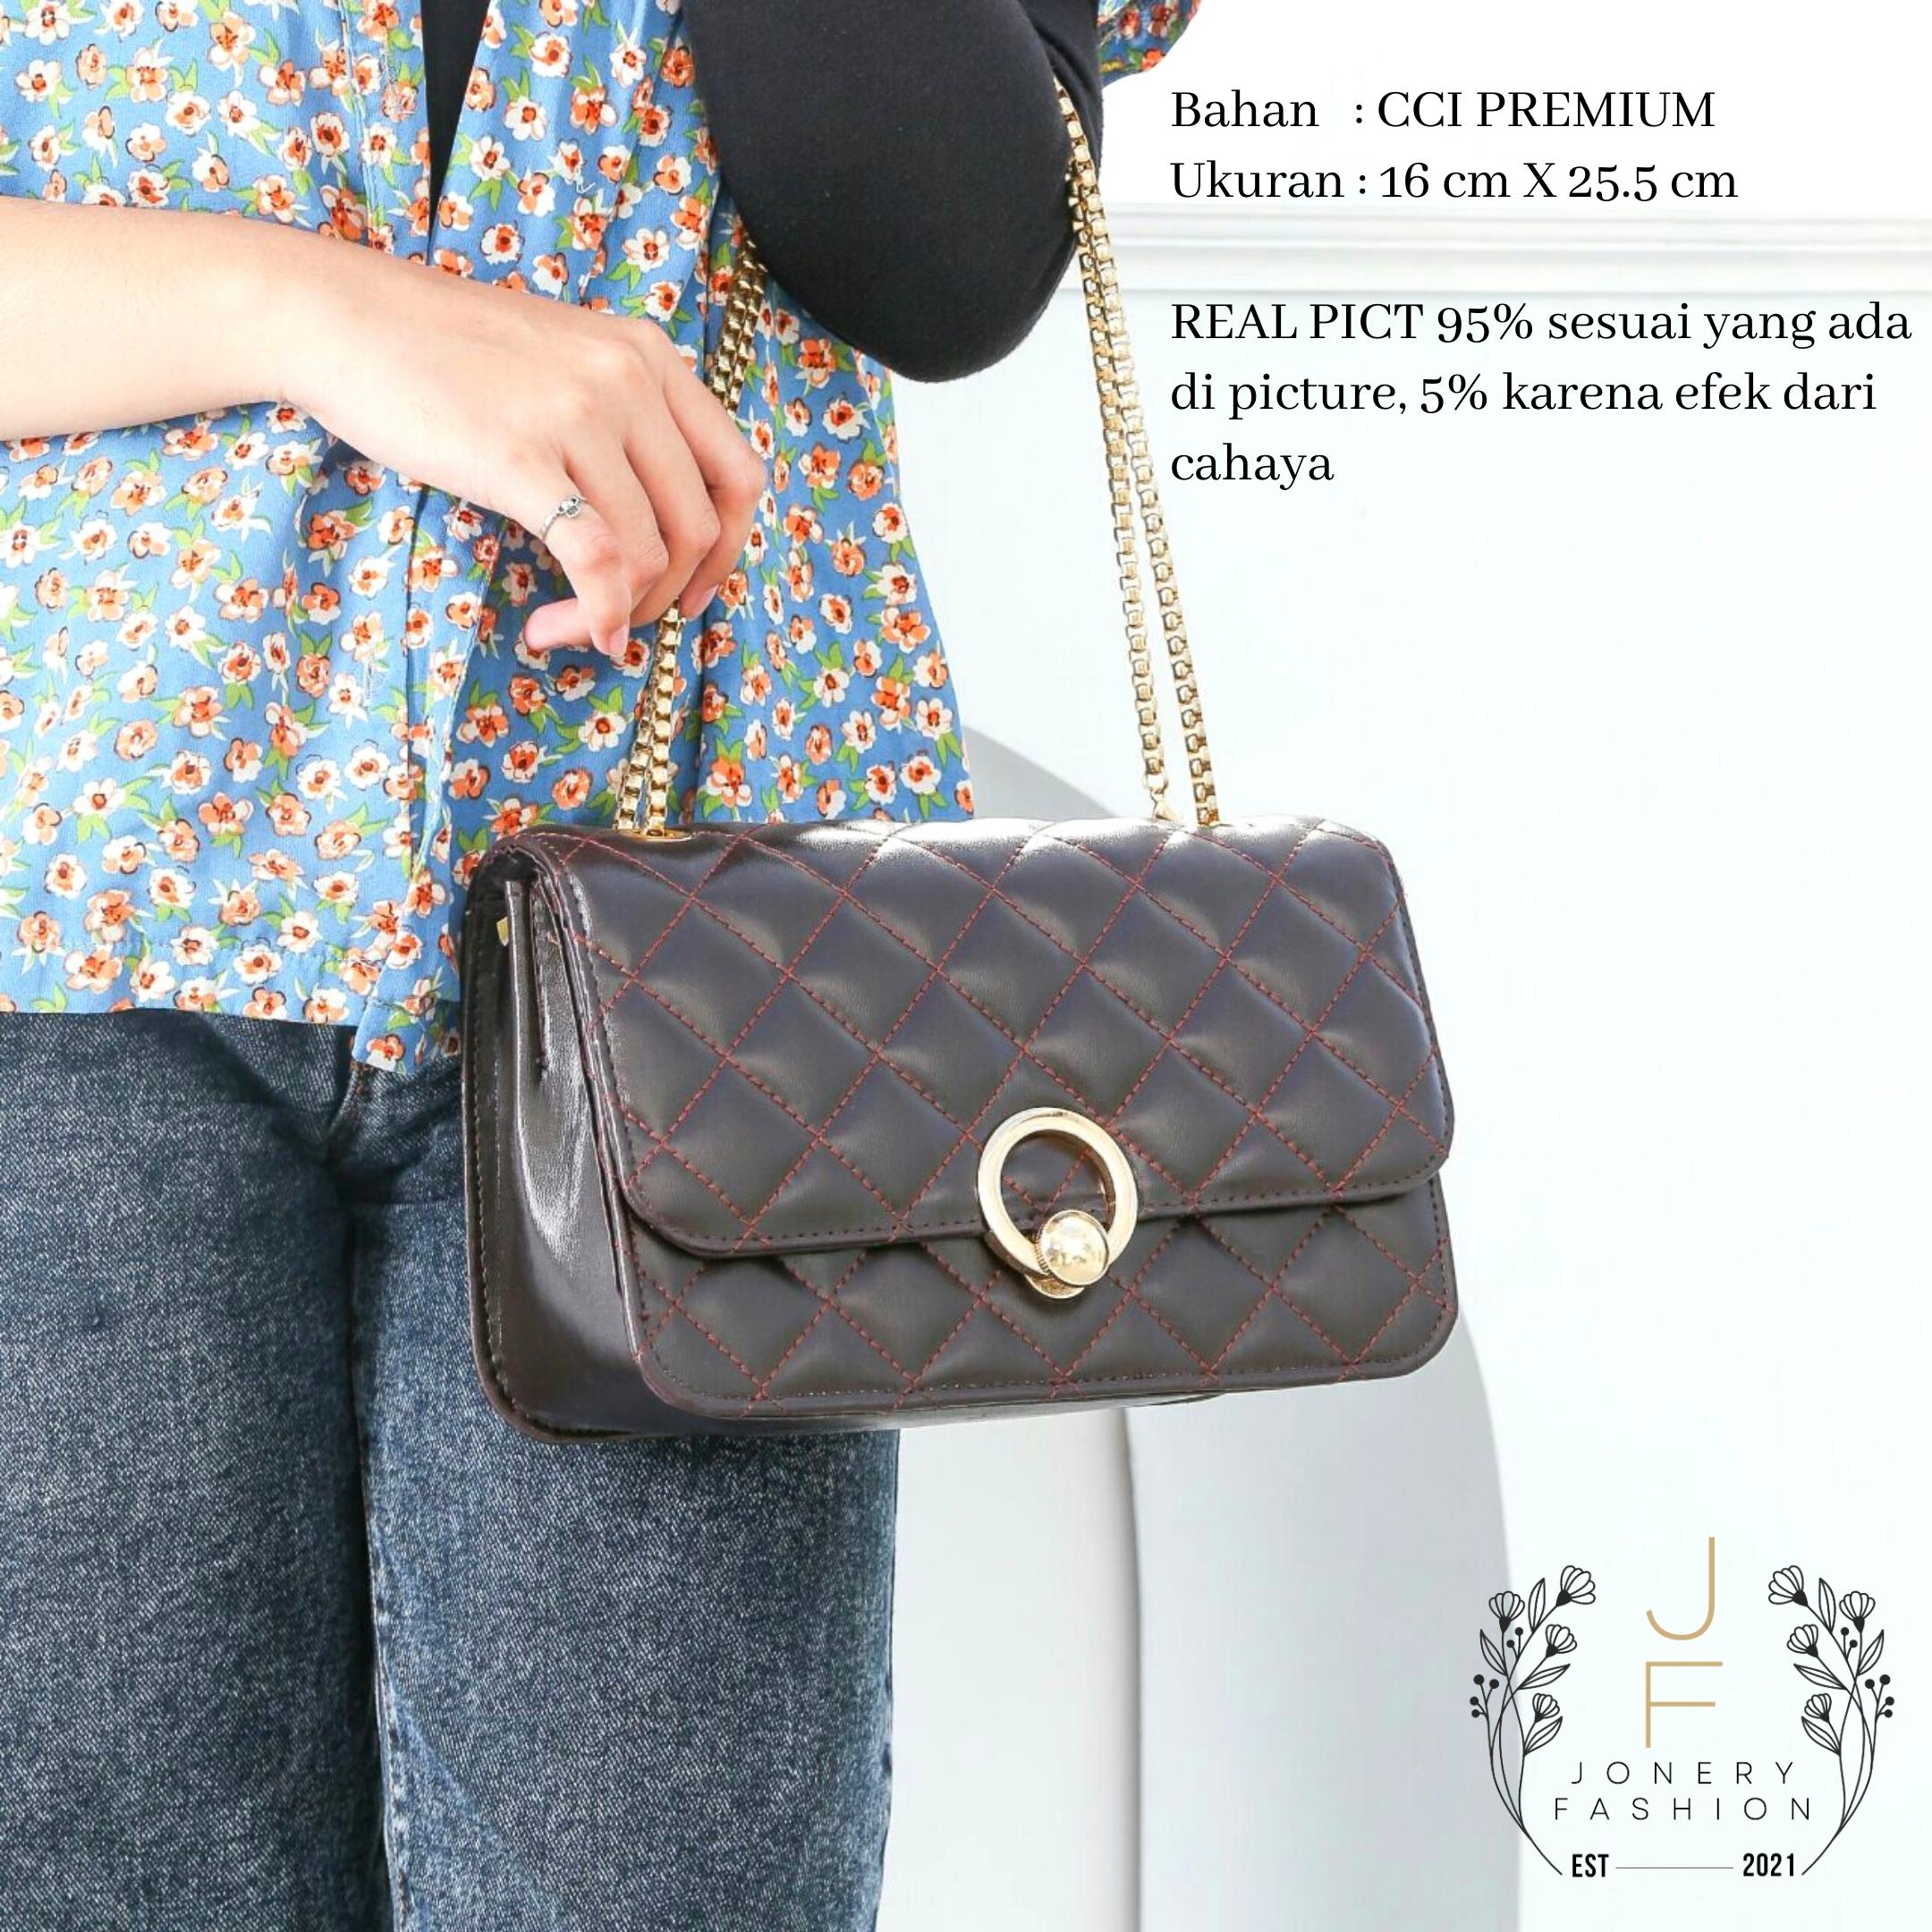 Bahan : CCI PREMIUM
Ukuran : 16 cm X 25.5 cm
REAL PICT 95% sesuai yang ada
di picture, 5% karena efek dari
cahaya
J
F
JONERY
FASHION
EST 2021